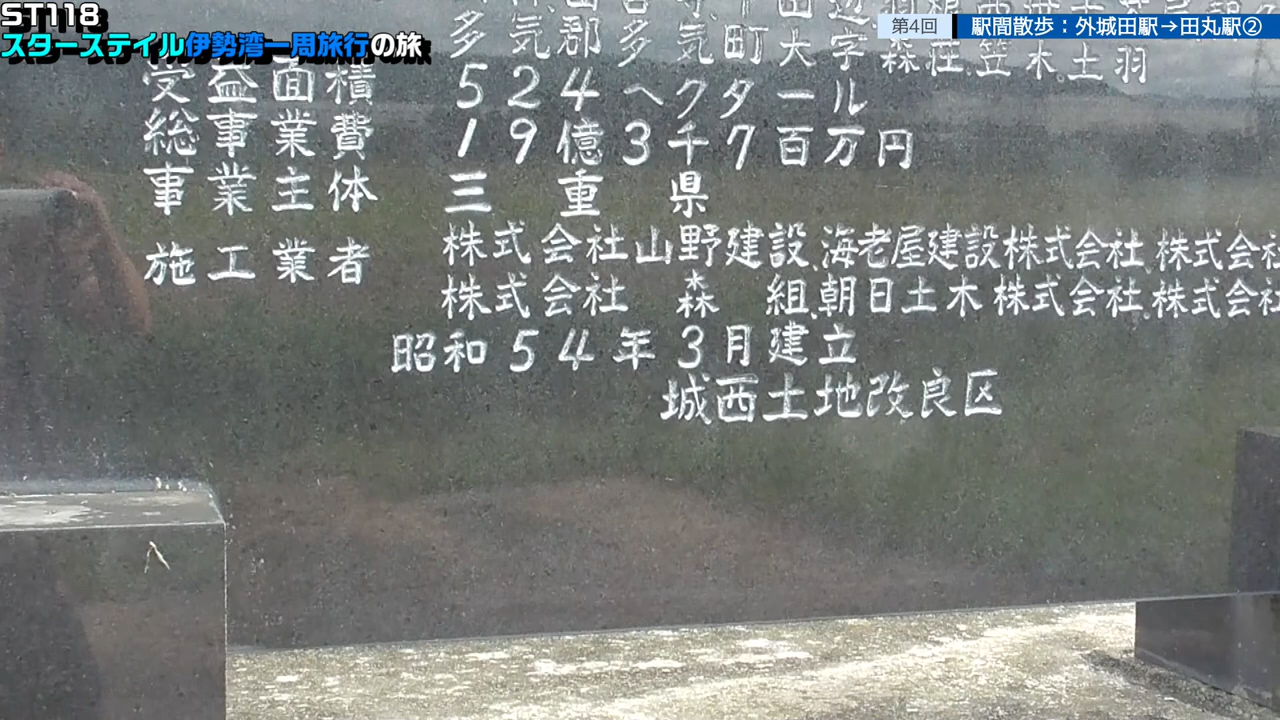 ST118
スターステイル伊勢湾一周旅行の旅
第4回 駅間散歩：外城田駅→田丸駅②
多気郡多気町大字 森荘.笠木.土羽
受益面積 524ヘクタール
総事業費 19億3千7百万円
事業主体 三重県
施工業者 株式会社山野建設.海老屋建設株式会社.株式会社
株式会社 森 組.朝日土木株式会社.株式会社
昭和54年3月建立
城西土地改良区